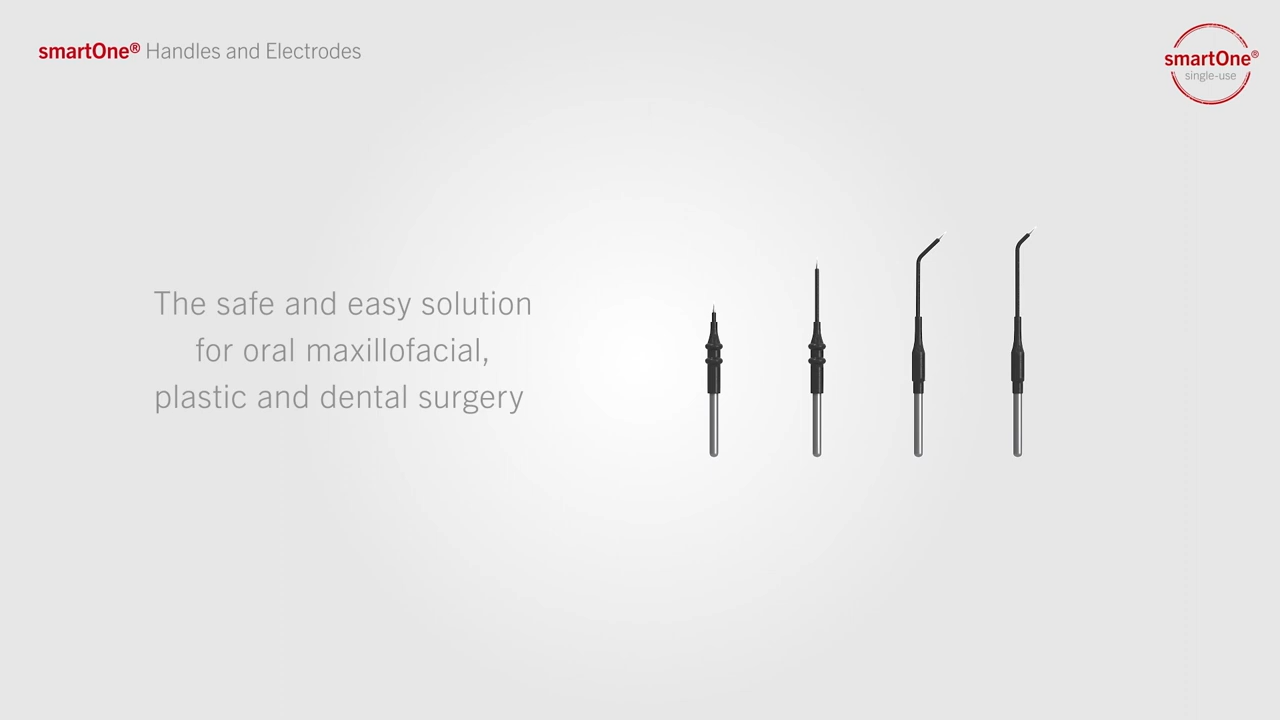 smartOne® Handles and Electrodes
smartOne®
single-use
The safe and easy solution
for oral maxillofacial,
plastic and dental surgery